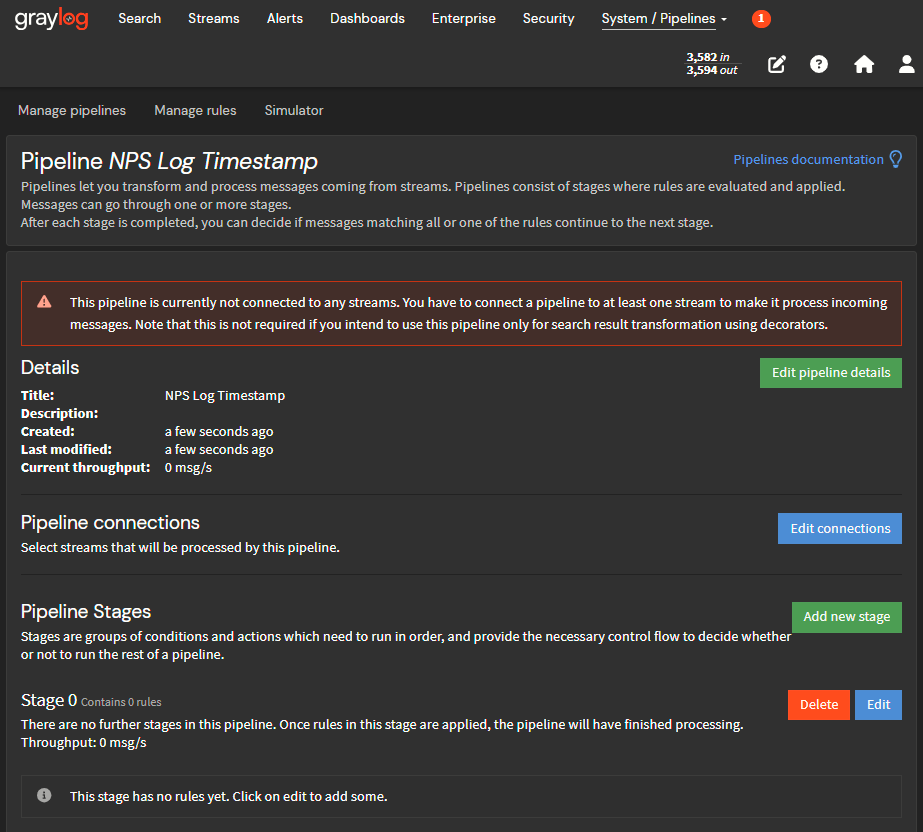 graylog Search Streams Alerts Dashboards Enterprise Security System / Pipelines 1
3,582 in
3,594 out
Manage pipelines Manage rules Simulator
Pipeline NPS Log Timestamp
Pipelines documentation
Pipelines let you transform and process messages coming from streams. Pipelines consist of stages where rules are evaluated and applied.
Messages can go through one or more stages.
After each stage is completed, you can decide if messages matching all or one of the rules continue to the next stage.
This pipeline is currently not connected to any streams. You have to connect a pipeline to at least one stream to make it process incoming
messages. Note that this is not required if you intend to use this pipeline only for search result transformation using decorators.
Details
Edit pipeline details
Title: NPS Log Timestamp
Description:
Created: a few seconds ago
Last modified: a few seconds ago
Current throughput: 0 msg/s
Pipeline connections
Edit connections
Select streams that will be processed by this pipeline.
Pipeline Stages
Add new stage
Stages are groups of conditions and actions which need to run in order, and provide the necessary control flow to decide whether
or not to run the rest of a pipeline.
Stage 0 Contains 0 rules
Delete Edit
There are no further stages in this pipeline. Once rules in this stage are applied, the pipeline will have finished processing.
Throughput: 0 msg/s
This stage has no rules yet. Click on edit to add some.